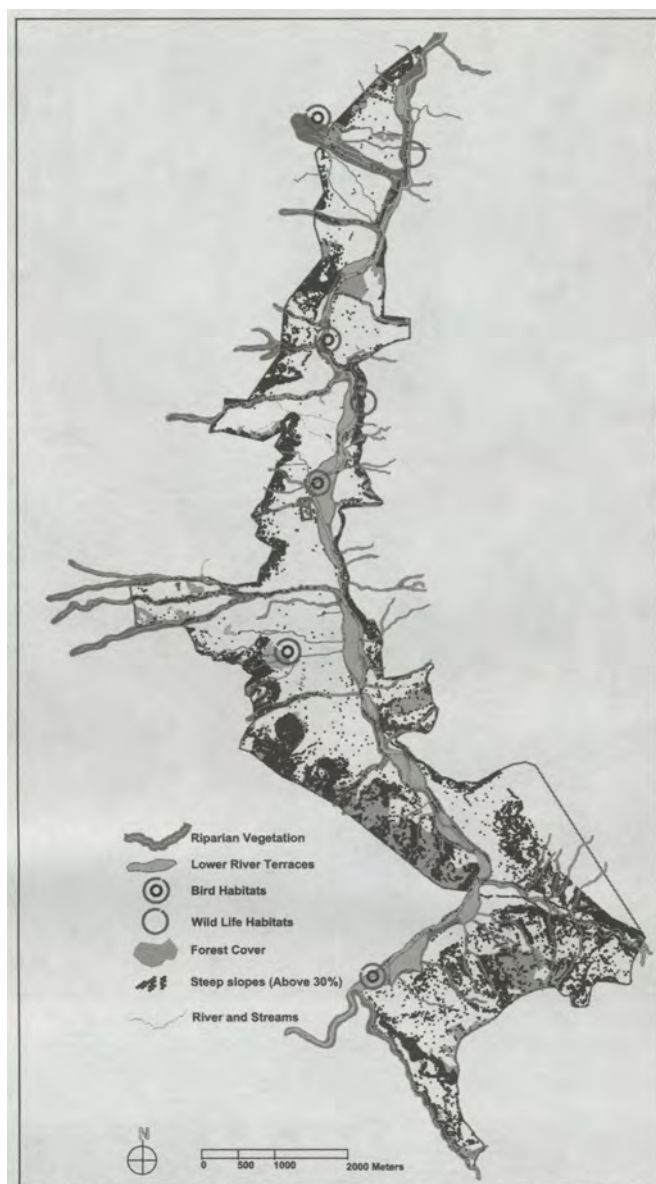 Riparian Vegetation
Lower River Terraces
Bird Habitats
Wild Life Habitats
Forest Cover
Steep slopes (Above 30%)
River and Streams
N
0 500 1000 2000 Meters